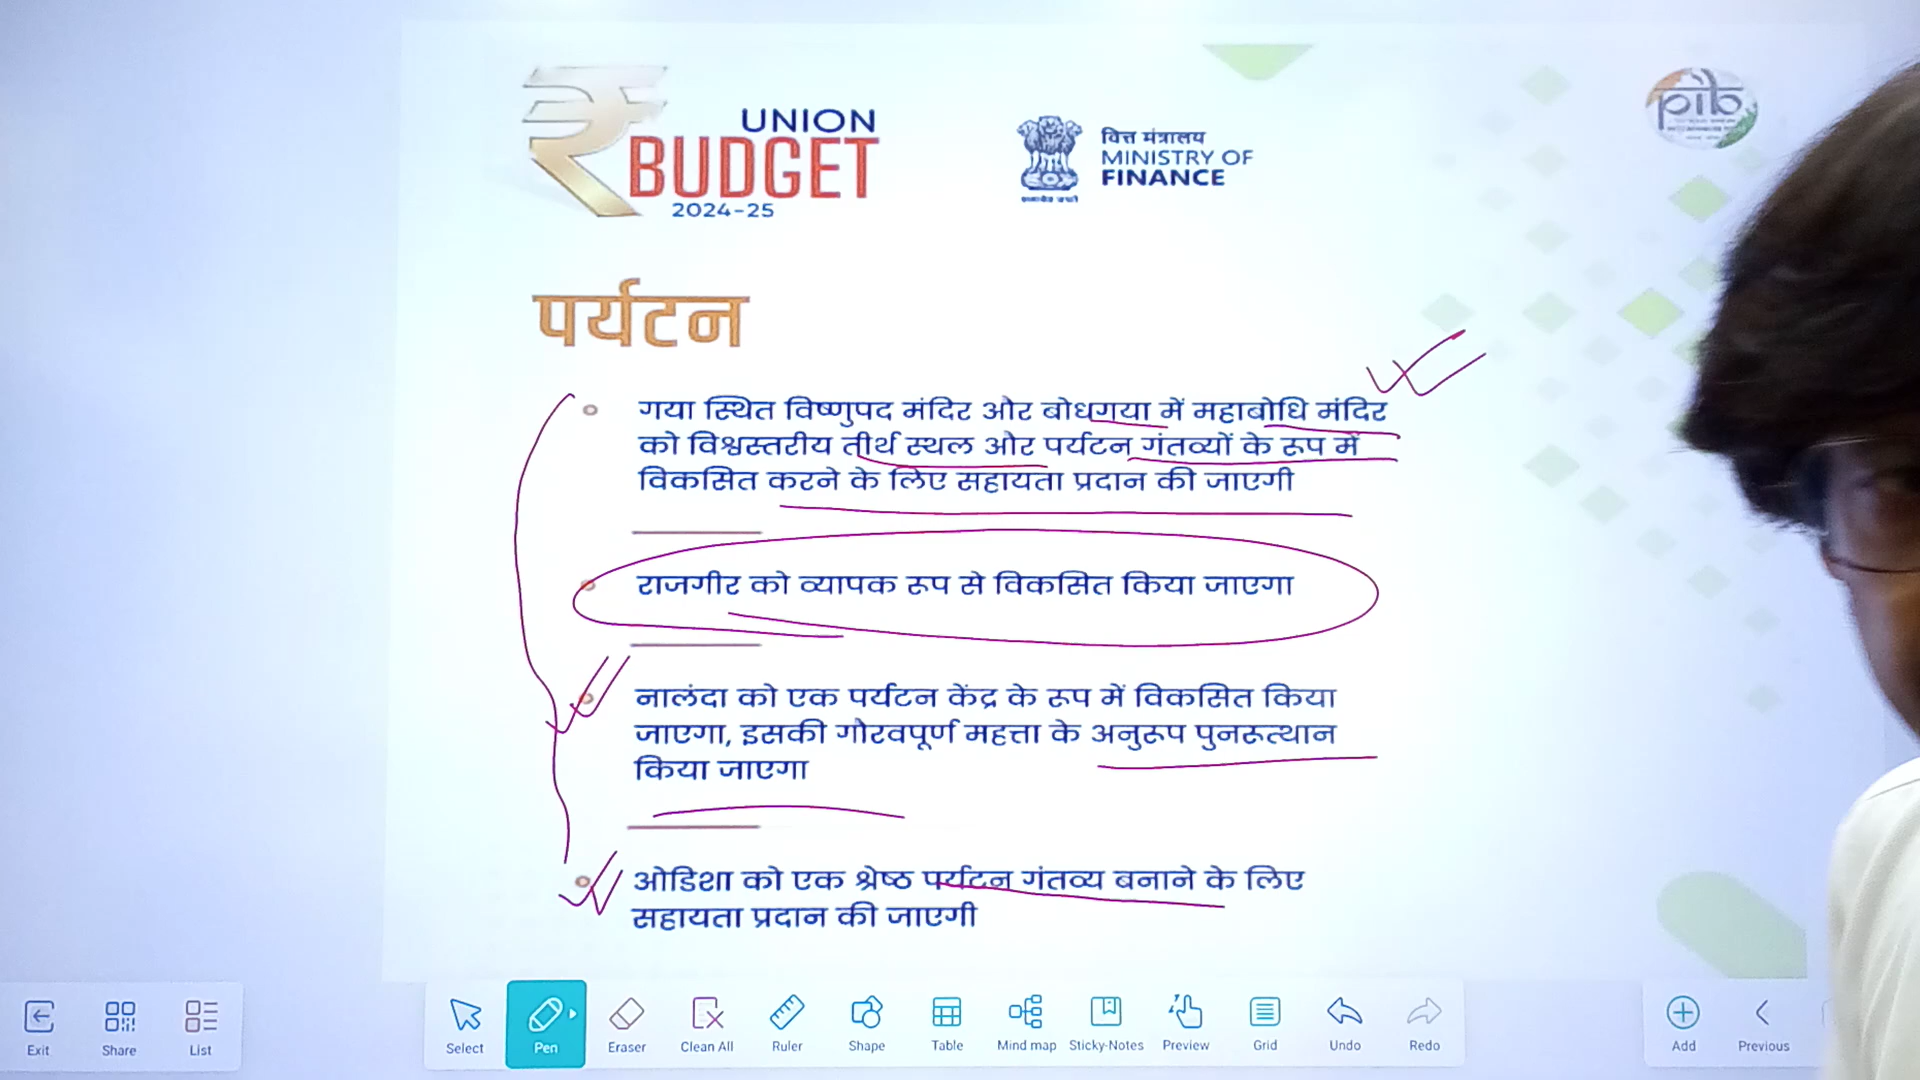 UNION
BUDGET
2024-25
वित्त मंत्रालय
MINISTRY OF
FINANCE
pib
पर्यटन
गया स्थित विष्णुपद मंदिर और बोधगया में महाबोधि मंदिर
को विश्वस्तरीय तीर्थ स्थल और पर्यटन गंतव्यों के रूप में
विकसित करने के लिए सहायता प्रदान की जाएगी
राजगीर को व्यापक रूप से विकसित किया जाएगा
नालंदा को एक पर्यटन केंद्र के रूप में विकसित किया
जाएगा, इसकी गौरवपूर्ण महत्ता के अनुरूप पुनरूत्थान
किया जाएगा
ओडिशा को एक श्रेष्ठ पर्यटन गंतव्य बनाने के लिए
सहायता प्रदान की जाएगी
Exit Share List Select Pen Eraser Clean All Ruler Shape Table Mind map Sticky-Notes Preview Grid Undo Redo Add Previous